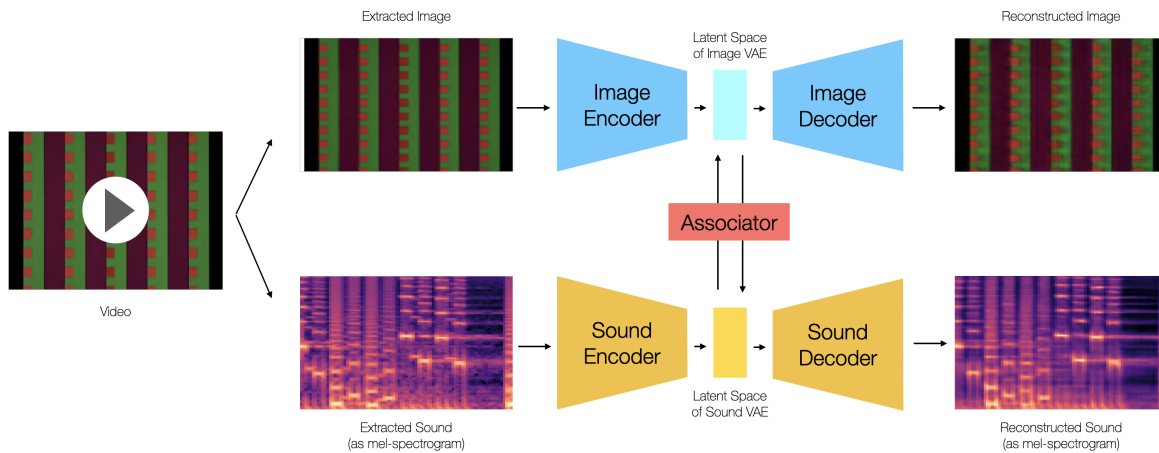 Extracted Image
Reconstructed Image
Latent Space
of Image VAE
Image
Encoder
Image
Decoder
Video
Associator
Sound
Encoder
Sound
Decoder
Latent Space
of Sound VAE
Extracted Sound
(as mel-spectrogram)
Reconstructed Sound
(as mel-spectrogram)